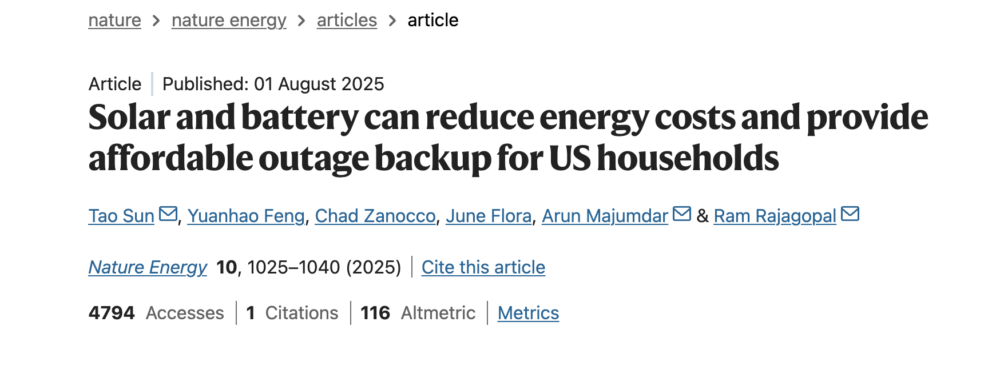 nature > nature energy > articles > article
Article | Published: 01 August 2025
Solar and battery can reduce energy costs and provide
affordable outage backup for US households
Tao Sun, Yuanhao Feng, Chad Zanocco, June Flora, Arun Majumdar & Ram Rajagopal
Nature Energy 10, 1025–1040 (2025) | Cite this article
4794 Accesses | 1 Citations | 116 Altmetric | Metrics